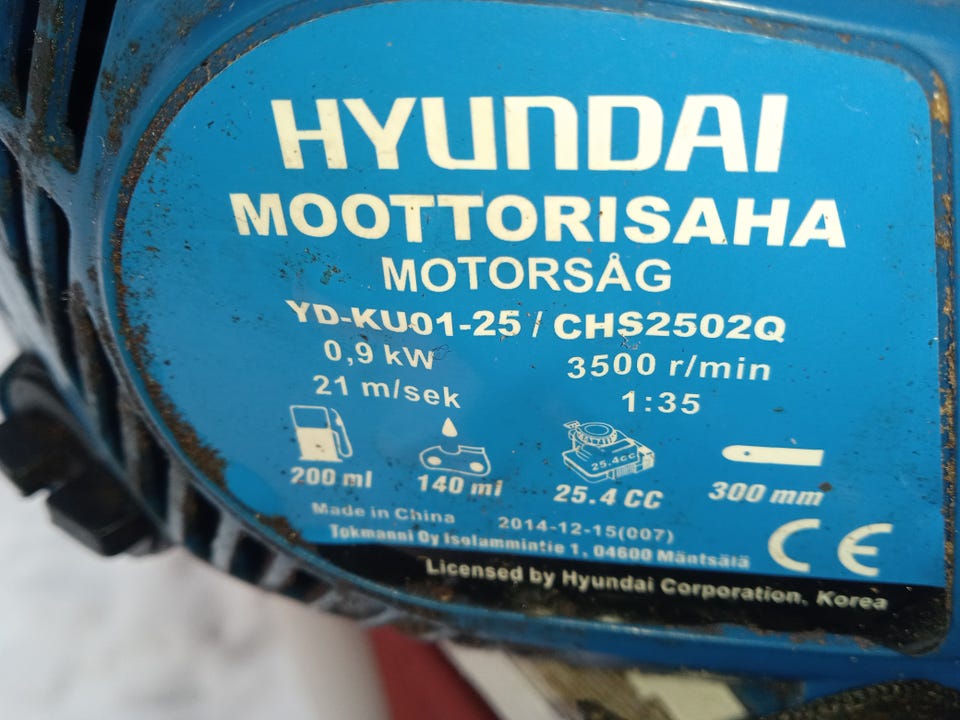 HYUNDAI
MOOTTORISAHA
MOTORSÅG
YD-KU01-25 / CHS2502Q
0,9 kW 3500 r/min
21 m/sek 1:35
25.4cc
200 ml 140 ml 25.4 CC 300 mm
Made in China 2014-12-15(007)
Tokmanni Oy Isolammintie 1, 04600 Mäntsälä
CE
Licensed by Hyundai Corporation, Korea